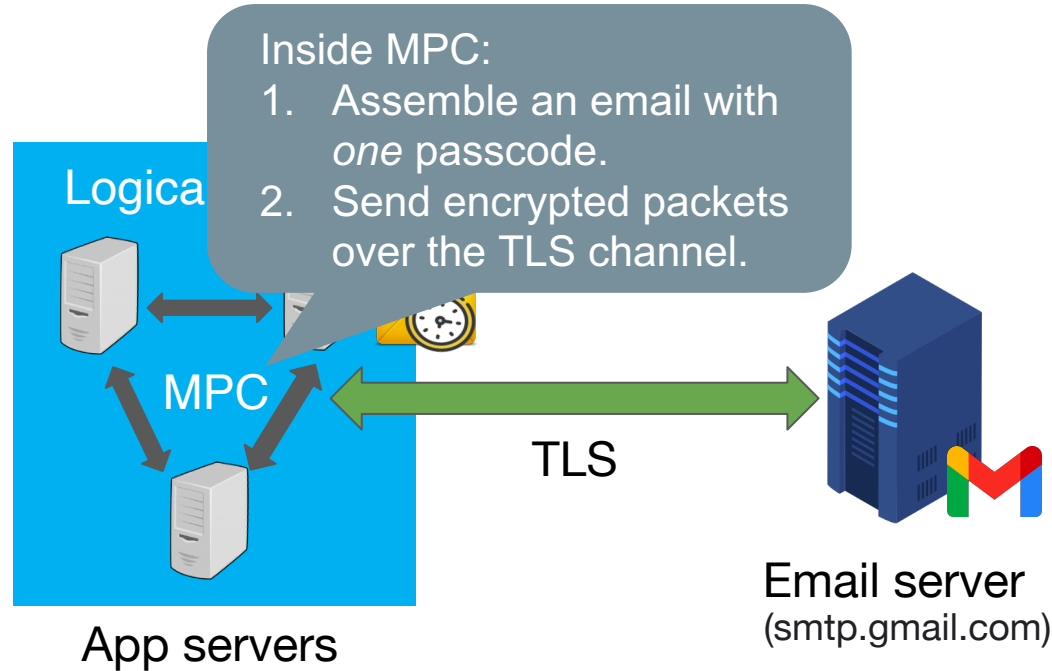 Inside MPC:
1. Assemble an email with
one passcode.
2. Send encrypted packets
over the TLS channel.
Logica
MPC
TLS
App servers
Email server
(smtp.gmail.com)